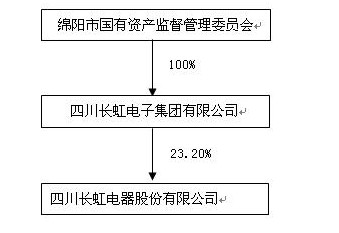 绵阳市国有资产监督管理委员会
100%
四川长虹电子集团有限公司
23.20%
四川长虹电器股份有限公司